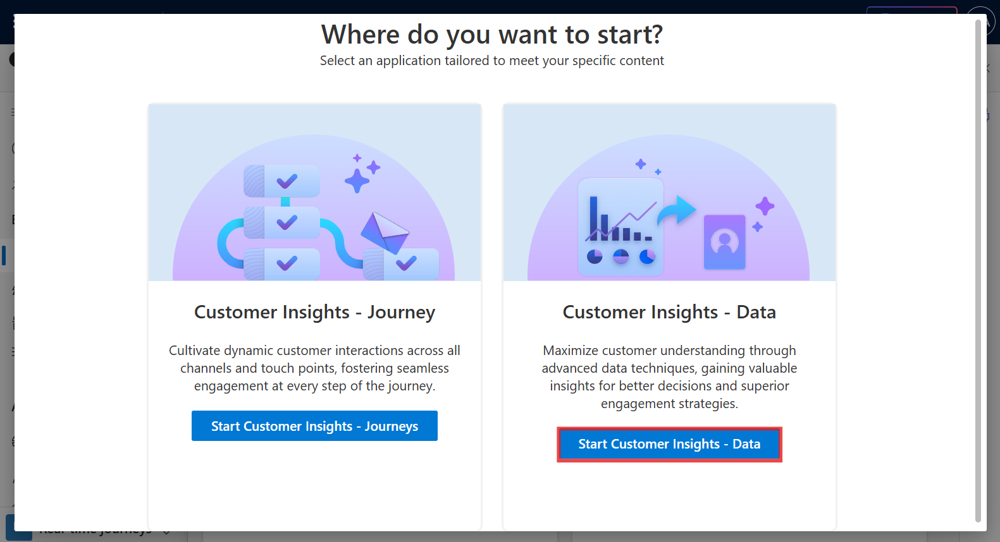 Where do you want to start?
Select an application tailored to meet your specific content
Customer Insights - Journey
Cultivate dynamic customer interactions across all
channels and touch points, fostering seamless
engagement at every step of the journey.
Start Customer Insights - Journeys
Customer Insights - Data
Maximize customer understanding through
advanced data techniques, gaining valuable
insights for better decisions and superior
engagement strategies.
Start Customer Insights - Data
Real-time journeys